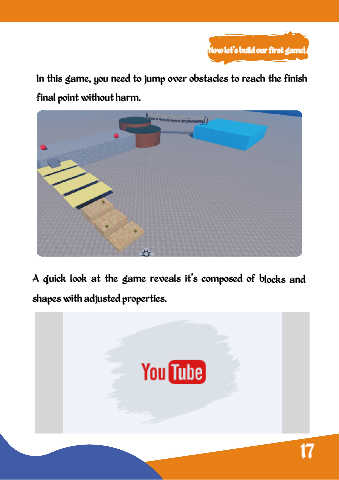 Now let's build our first game!
In this game, you need to jump over obstacles to reach the finish
final point without harm.
A quick look at the game reveals it's composed of blocks and
shapes with adjusted properties.
YouTube
17